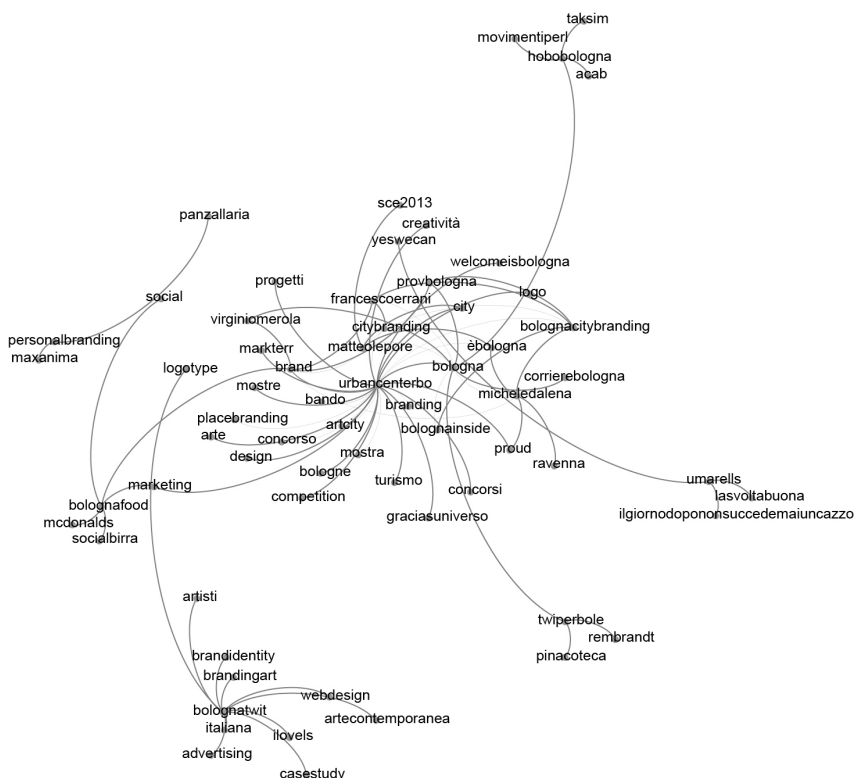 taksim
movimentiperl
hobobologna
acab
sce2013
panzallaria
creatività
yeswecan
welcomeisbologna
progetti
provbologna
logo
social
francescoerrani
city
virginiomerola
citybranding
bolognacitybranding
personalbranding
markterr
matteolepore
èbologna
maxanima
logotype
brand
bologna
corrierebologna
mostre
urbancenterbo
micheledalena
bando
branding
placebranding
artcity
bolognainside
arte
concorso
proud
design
mostra
ravenna
bologne
marketing
turismo
concorsi
umarells
competition
lasvoltabuona
bolognafood
graciasuniverso
ilgiornodopononsuccedemaiuncazzo
mcdonalds
socialbirra
artisti
twiperbole
rembrandt
brandidentity
pinacoteca
brandingart
webdesign
bolognatwit
artecontemporanea
italiana
ilovels
advertising
casestudy